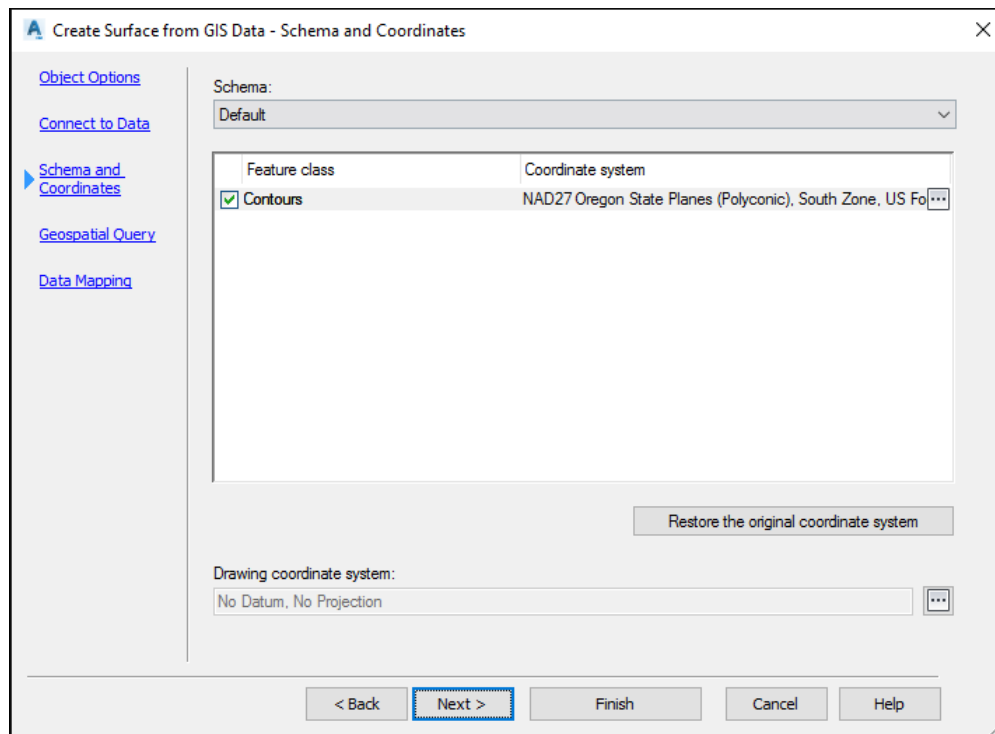 Create Surface from GIS Data - Schema and Coordinates
Object Options
Connect to Data
Schema and
Coordinates
Geospatial Query
Data Mapping
Schema:
Default
Feature class Coordinate system
Contours NAD27 Oregon State Planes (Polyconic), South Zone, US Fo
Restore the original coordinate system
Drawing coordinate system:
No Datum, No Projection
< Back Next > Finish Cancel Help